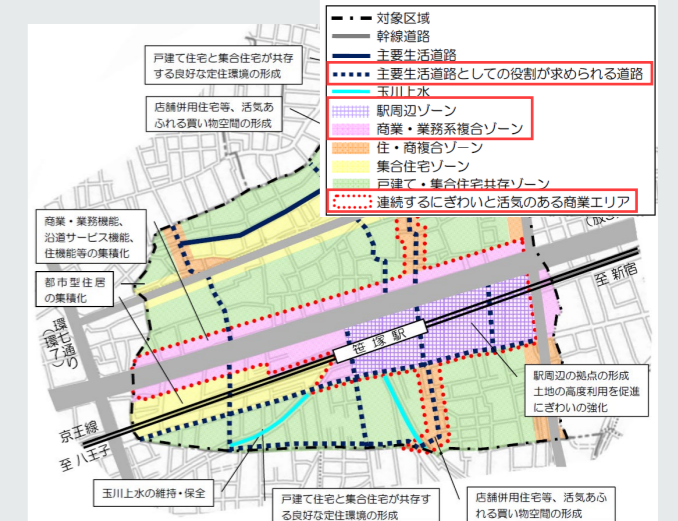 対象区域
幹線道路
主要生活道路
主要生活道路としての役割が求められる道路
玉川上水
駅周辺ゾーン
商業・業務系複合ゾーン
住・商複合ゾーン
集合住宅ゾーン
戸建て・集合住宅共存ゾーン
連続するにぎわいと活気のある商業エリア
戸建て住宅と集合住宅が共存
する良好な定住環境の形成
店舗併用住宅等、活気あ
ふれる買い物空間の形成
商業・業務機能、
沿道サービス機能、
住機能等の集積化
都市型住居
の集積化
環七通り
(環7)
至 新宿
笹塚駅
駅周辺の拠点の形成
土地の高度利用を促進
にぎわいの強化
京王線
至 八王子
玉川上水の維持・保全
戸建て住宅と集合住宅が共存す
る良好な定住環境の形成
店舗併用住宅等、活気あふ
れる買い物空間の形成